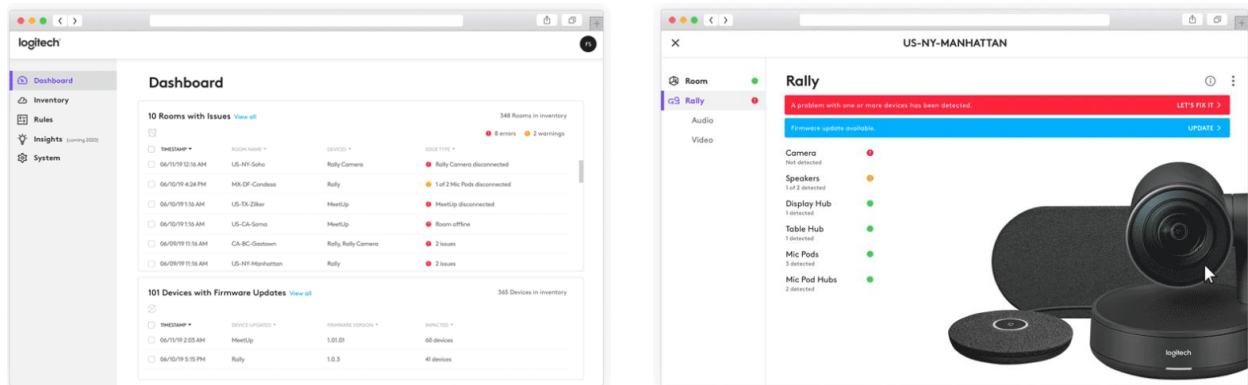 logitech
FS
Dashboard
Inventory
Rules
Insights (coming 2020)
System
Dashboard
10 Rooms with Issues View all
348 Rooms in inventory
8 errors 2 warnings
TIMESTAMP ROOM NAME DEVICES ISSUE TYPE
06/11/19 12:16 AM US-NY-Soho Rally Camera Rally Camera disconnected
06/10/19 4:24 PM MX-DF-Condesa Rally 1 of 2 Mic Pods disconnected
06/10/19 1:16 AM US-TX-Zilker MeetUp MeetUp disconnected
06/10/19 1:16 AM US-CA-Soma MeetUp Room offline
06/09/19 11:16 AM CA-BC-Gastown Rally, Rally Camera 2 issues
06/09/19 11:16 AM US-NY-Manhattan Rally 2 issues
101 Devices with Firmware Updates View all
365 Devices in inventory
TIMESTAMP DEVICE UPDATED FIRMWARE VERSION IMPACTED
06/11/19 2:03 AM MeetUp 1.01.01 60 devices
06/10/19 5:15 PM Rally 1.0.3 41 devices
US-NY-MANHATTAN
Room
Rally
Audio
Video
Rally
A problem with one or more devices has been detected. LET'S FIX IT >
Firmware update available. UPDATE >
Camera
Not detected
Speakers
1 of 2 detected
Display Hub
1 detected
Table Hub
1 detected
Mic Pods
3 detected
Mic Pod Hubs
2 detected
logitech